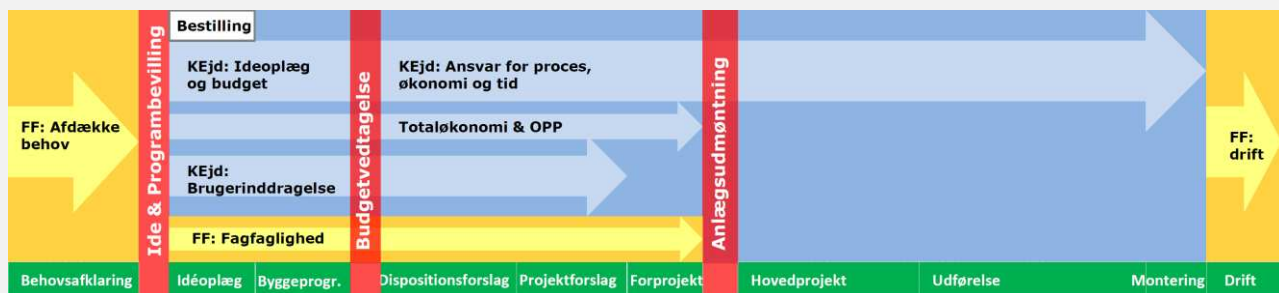 Bestilling
FF: Afdække
behov
Ide & Programbevilling
KEjd: Ideoplæg
og budget
Budgetvedtagelse
KEjd: Ansvar for proces,
økonomi og tid
Totaløkonomi & OPP
KEjd:
Brugerinddragelse
FF: Fagfaglighed
Anlægsudmøntning
FF:
drift
Behovsafklaring
Idéoplæg
Byggeprogr.
Dispositionsforslag
Projektforslag
Forprojekt
Hovedprojekt
Udførelse
Montering
Drift